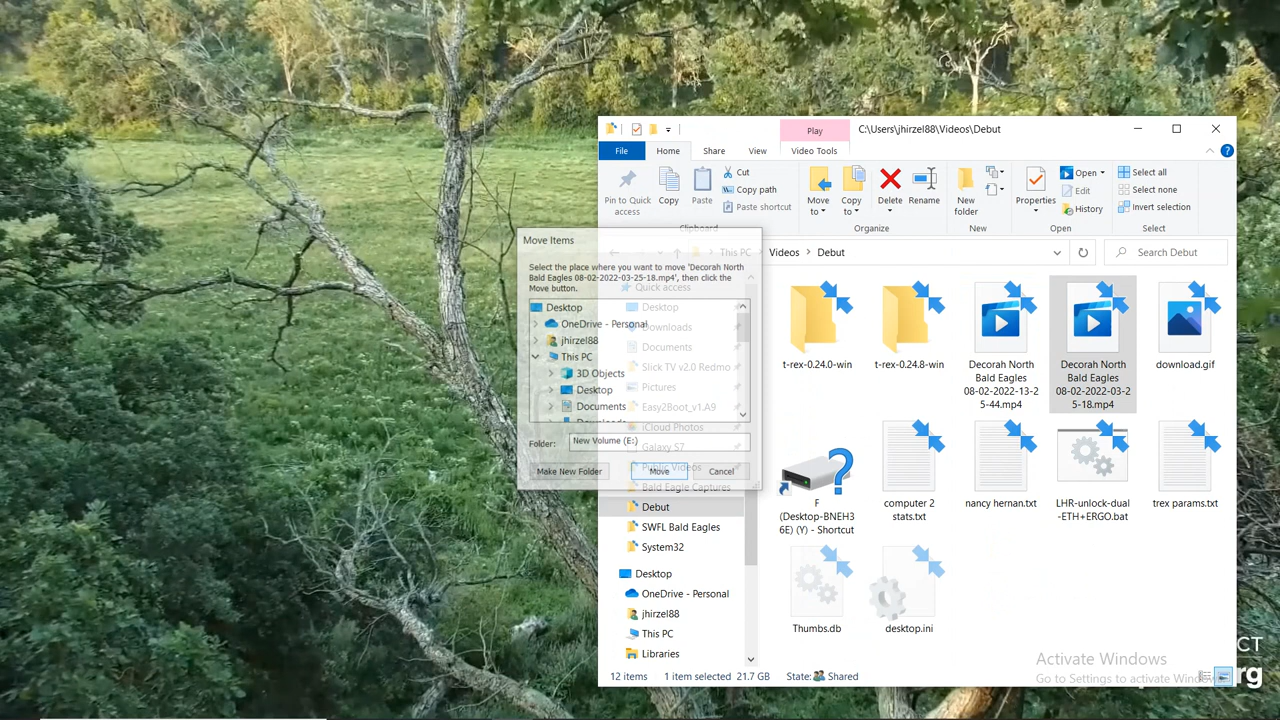 Play
C:\Users\jhirzel88\Videos\Debut
File
Home
Share
View
Video Tools
Pin to Quick
access
Copy
Paste
Cut
Copy path
Paste shortcut
Clipboard
Move
to
Copy
to
Delete
Rename
Organize
New
folder
New
Properties
Open
Edit
History
Open
Select all
Select none
Invert selection
Select
This PC
Videos
Debut
Search Debut
Move Items
Select the place where you want to move 'Decorah North
Bald Eagles 08-02-2022-03-25-18.mp4', then click the
Move button.
Desktop
OneDrive - Personal
jhirzel88
This PC
3D Objects
Desktop
Documents
Downloads
Folder:
New Volume (E:)
Make New Folder
Move
Cancel
Quick access
Desktop
Downloads
Documents
Slick TV v2.0 Redmo
Pictures
Easy2Boot_v1.A9
iCloud Photos
Galaxy S7
Public Videos
Bald Eagle Captures
Debut
SWFL Bald Eagles
System32
Desktop
OneDrive - Personal
jhirzel88
This PC
Libraries
t-rex-0.24.0-win
t-rex-0.24.8-win
Decorah North
Bald Eagles
08-02-2022-13-2
5-44.mp4
Decorah North
Bald Eagles
08-02-2022-03-2
5-18.mp4
download.gif
F
(Desktop-BNEH3
6E) (Y) - Shortcut
computer 2
stats.txt
nancy hernan.txt
LHR-unlock-dual
-ETH+ERGO.bat
trex params.txt
Thumbs.db
desktop.ini
12 items
1 item selected
21.7 GB
State:
Shared
Activate Windows
Go to Settings to activate Windows.